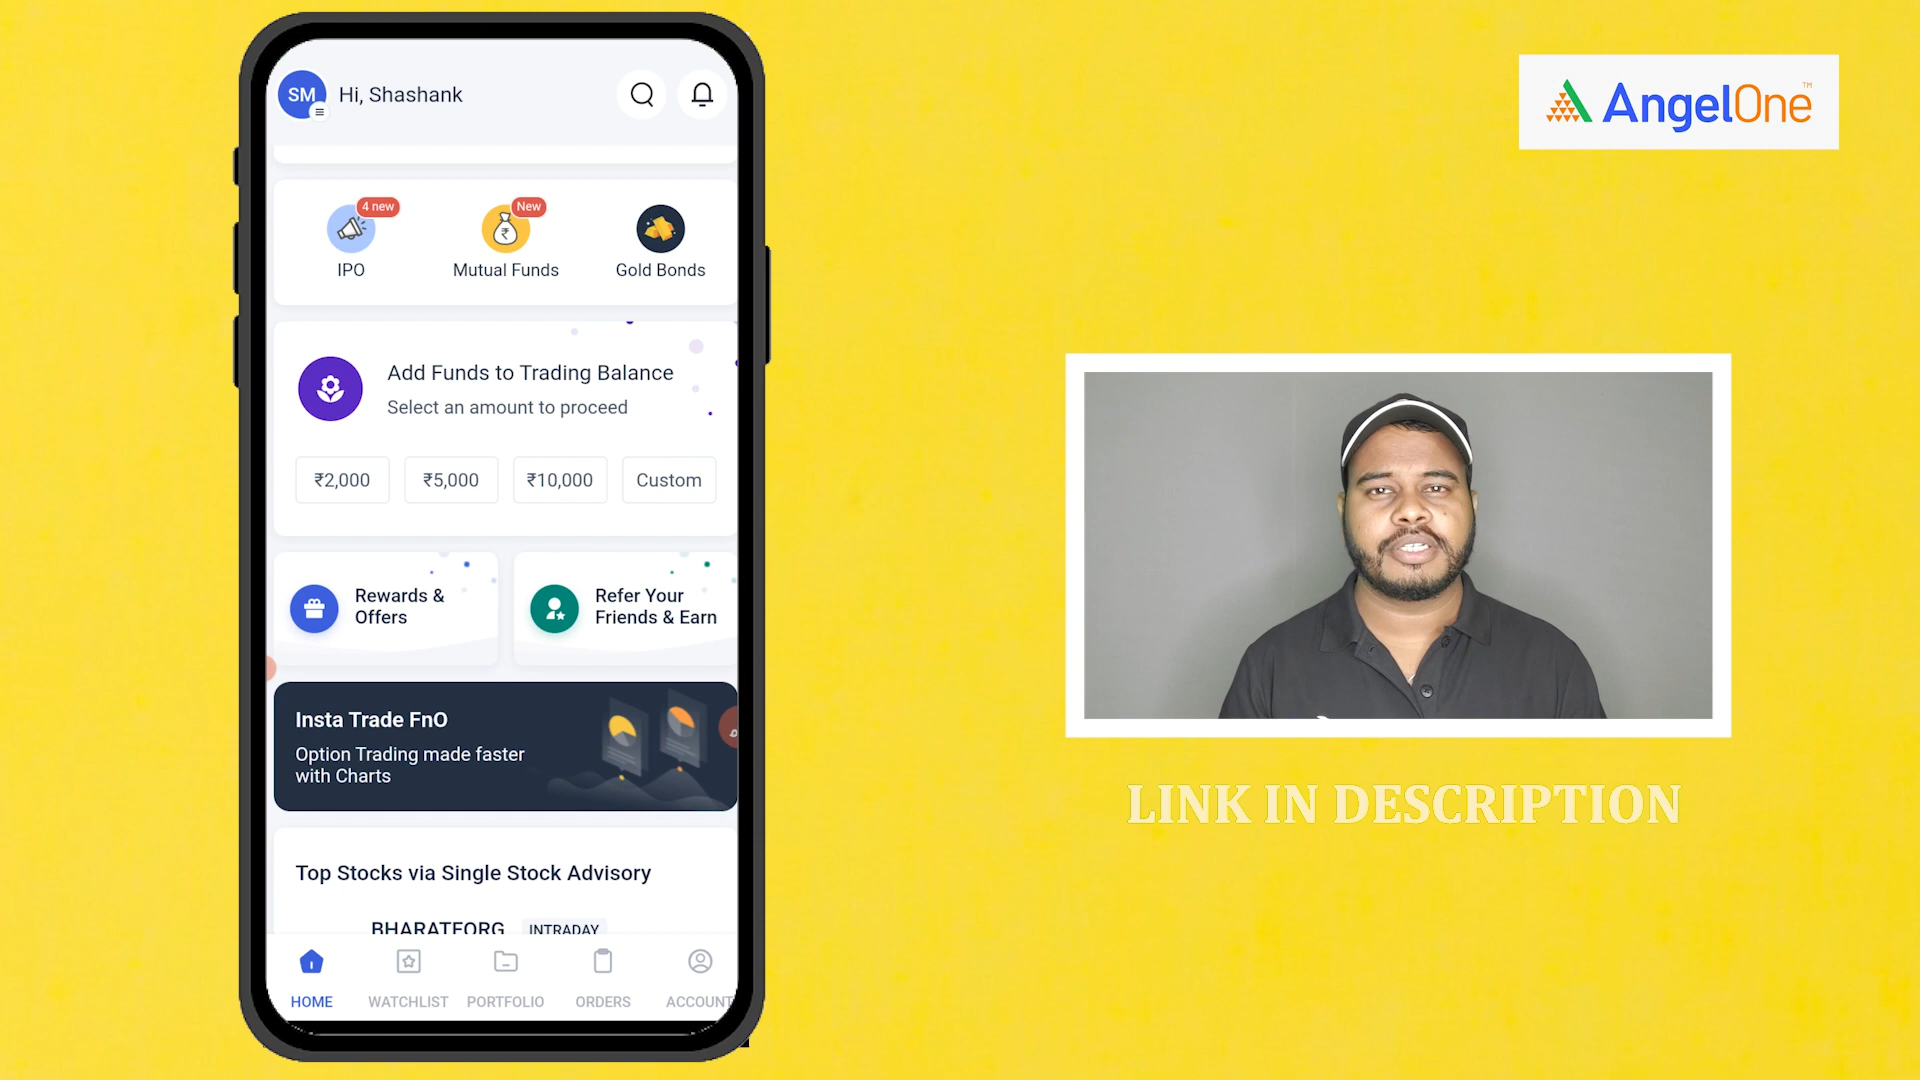 SM
Hi, Shashank
4 new
New
₹
IPO
Mutual Funds
Gold Bonds
Add Funds to Trading Balance
Select an amount to proceed
₹2,000
₹5,000
₹10,000
Custom
Rewards &
Offers
Refer Your
Friends & Earn
Insta Trade FnO
Option Trading made faster
with Charts
Top Stocks via Single Stock Advisory
BHARATFORG
INTRADAY
HOME
WATCHLIST
PORTFOLIO
ORDERS
ACCOUNT
AngelOne™
LINK IN DESCRIPTION